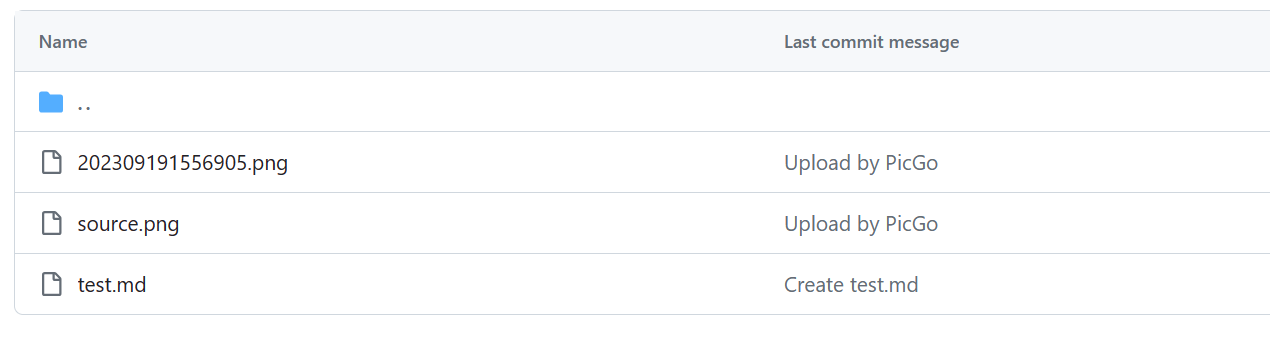 Name Last commit message
..
202309191556905.png Upload by PicGo
source.png Upload by PicGo
test.md Create test.md